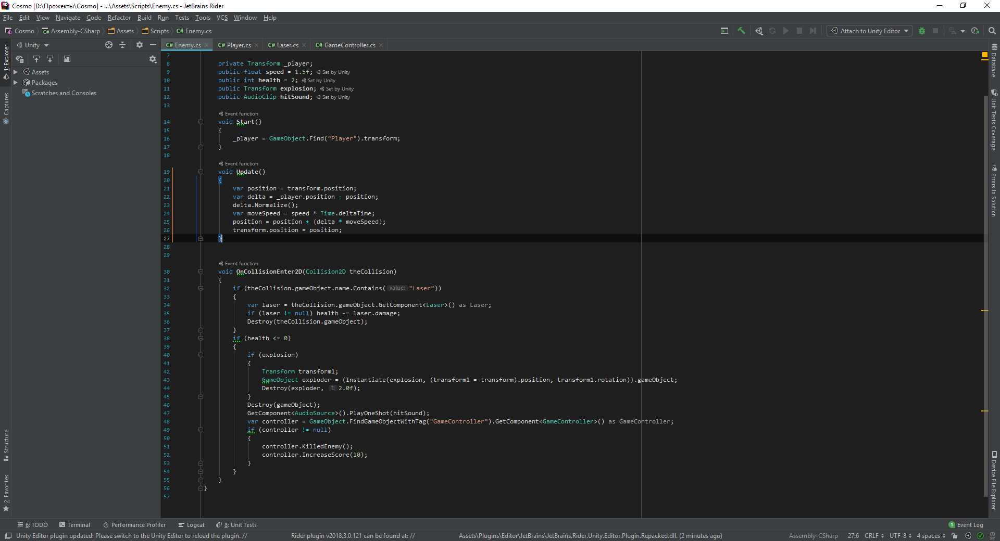 Cosmo [D:\Прожекты\Cosmo] - ...\Assets\Scripts\Enemy.cs - JetBrains Rider
File Edit View Navigate Code Refactor Build Run Tests Tools VCS Window Help
Cosmo Assembly-CSharp Assets Scripts C# Enemy.cs Attach to Unity Editor
Unity
C# Enemy.cs C# Player.cs C# Laser.cs C# GameController.cs
1: Explorer
Captures
Structure
2: Favorites
Assets
Packages
Scratches and Consoles
7
8 private Transform _player;
9 public float speed = 1.5f; Set by Unity
10 public int health = 2; Set by Unity
11 public Transform explosion; Set by Unity
12 public AudioClip hitSound; Set by Unity
13
Event function
14 void Start()
15 {
16 _player = GameObject.Find("Player").transform;
17 }
18
Event function
19 void Update()
20 {
21 var position = transform.position;
22 var delta = _player.position - position;
23 delta.Normalize();
24 var moveSpeed = speed * Time.deltaTime;
25 position = position + (delta * moveSpeed);
26 transform.position = position;
27 }
28
29
Event function
30 void OnCollisionEnter2D(Collision2D theCollision)
31 {
32 if (theCollision.gameObject.name.Contains( value: "Laser"))
33 {
34 var laser = theCollision.gameObject.GetComponent<Laser>() as Laser;
35 if (laser != null) health -= laser.damage;
36 Destroy(theCollision.gameObject);
37 }
38 if (health <= 0)
39 {
40 if (explosion)
41 {
42 Transform transform1;
43 GameObject exploder = (Instantiate(explosion, (transform1 = transform).position, transform1.rotation)).gameObject;
44 Destroy(exploder, t: 2.0f);
45 }
46 Destroy(gameObject);
47 GetComponent<AudioSource>().PlayOneShot(hitSound);
48 var controller = GameObject.FindGameObjectWithTag("GameController").GetComponent<GameController>() as GameController;
49 if (controller != null)
50 {
51 controller.KilledEnemy();
52 controller.IncreaseScore(10);
53 }
54 }
55 }
56 }
57
Database
Unit Tests Coverage
Errors In Solution
Device File Explorer
6: TODO Terminal Performance Profiler Logcat 8: Unit Tests 1 Event Log
Unity Editor plugin updated: Please switch to the Unity Editor to reload the plugin. // Rider plugin v2018.3.0.121 can be found at: // Assets\Plugins\Editor\JetBrains\JetBrains.Rider.Unity.Editor.Plugin.Repacked.dll. (2 minutes ago) Assembly-CSharp 27:6 CRLF UTF-8 4 spaces